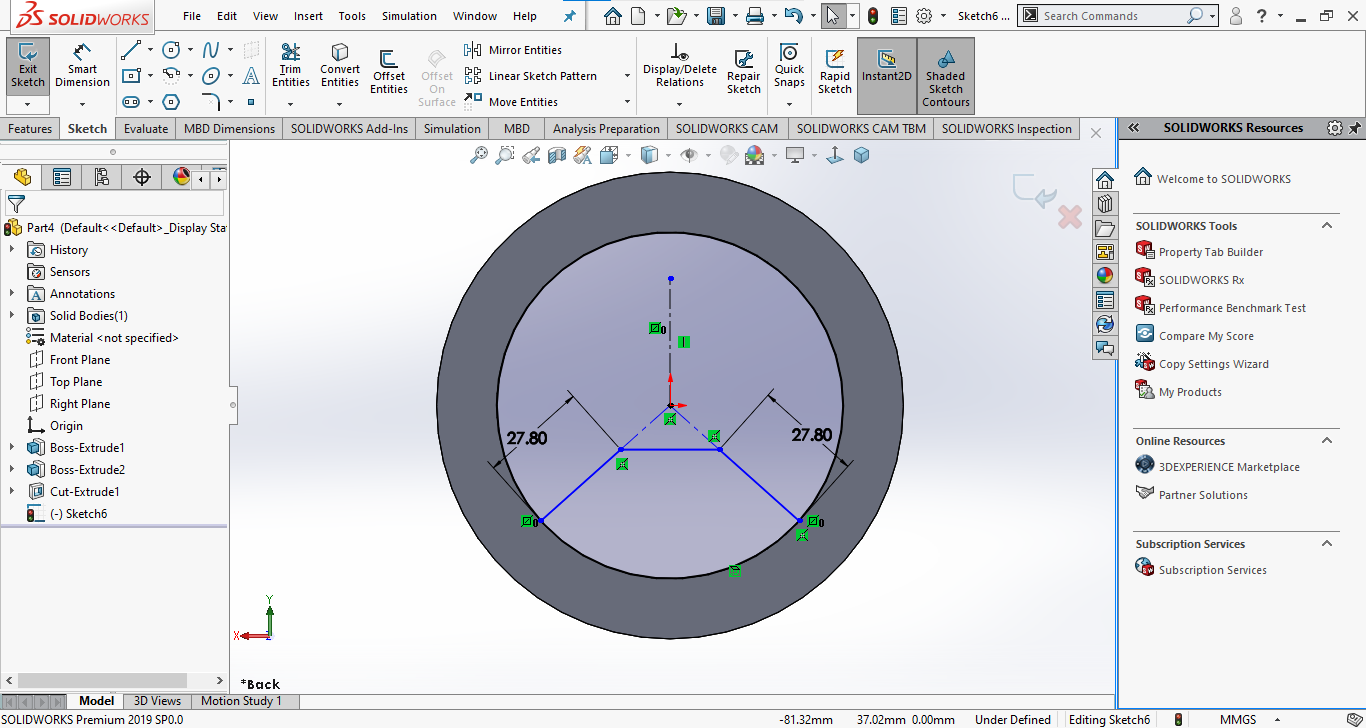 SOLIDWORKS File Edit View Insert Tools Simulation Window Help Sketch6 ... Search Commands ?
Exit Sketch Smart Dimension Trim Entities Convert Entities Offset Entities Offset On Surface Mirror Entities Linear Sketch Pattern Move Entities Display/Delete Relations Repair Sketch Quick Snaps Rapid Sketch Instant2D Shaded Sketch Contours
Features Sketch Evaluate MBD Dimensions SOLIDWORKS Add-Ins Simulation MBD Analysis Preparation SOLIDWORKS CAM SOLIDWORKS CAM TBM SOLIDWORKS Inspection
Part4 (Default<<Default>_Display Sta
History
Sensors
Annotations
Solid Bodies(1)
Material <not specified>
Front Plane
Top Plane
Right Plane
Origin
Boss-Extrude1
Boss-Extrude2
Cut-Extrude1
(-) Sketch6
0
27.80
27.80
0
0
Y
X
*Back
SOLIDWORKS Resources
Welcome to SOLIDWORKS
SOLIDWORKS Tools
Property Tab Builder
SOLIDWORKS Rx
Performance Benchmark Test
Compare My Score
Copy Settings Wizard
My Products
Online Resources
3DEXPERIENCE Marketplace
Partner Solutions
Subscription Services
Subscription Services
Model 3D Views Motion Study 1
SOLIDWORKS Premium 2019 SP0.0 -81.32mm 37.02mm 0.00mm Under Defined Editing Sketch6 MMGS